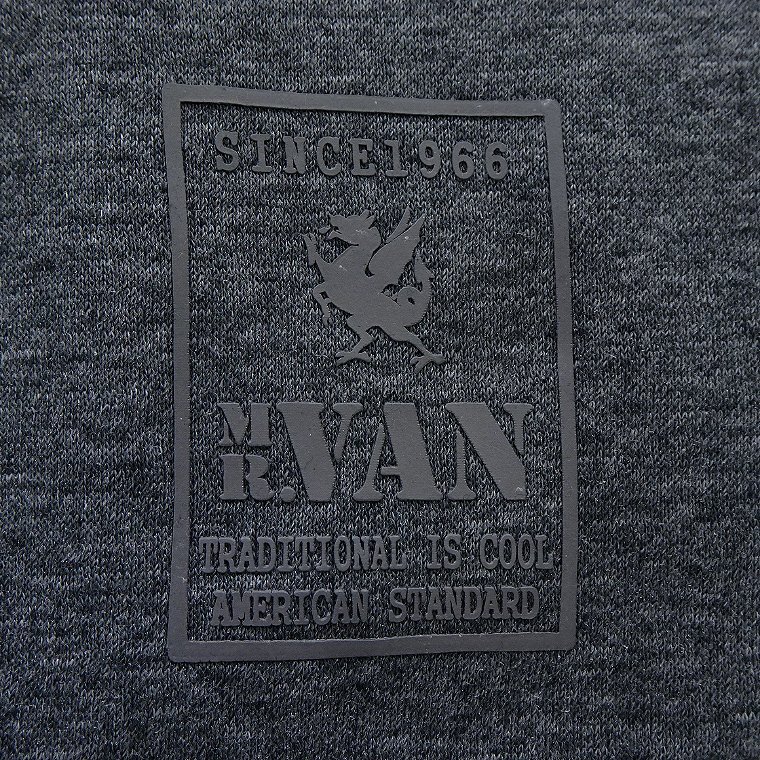 SINCE1966
MR.VAN
TRADITIONAL IS COOL
AMERICAN STANDARD